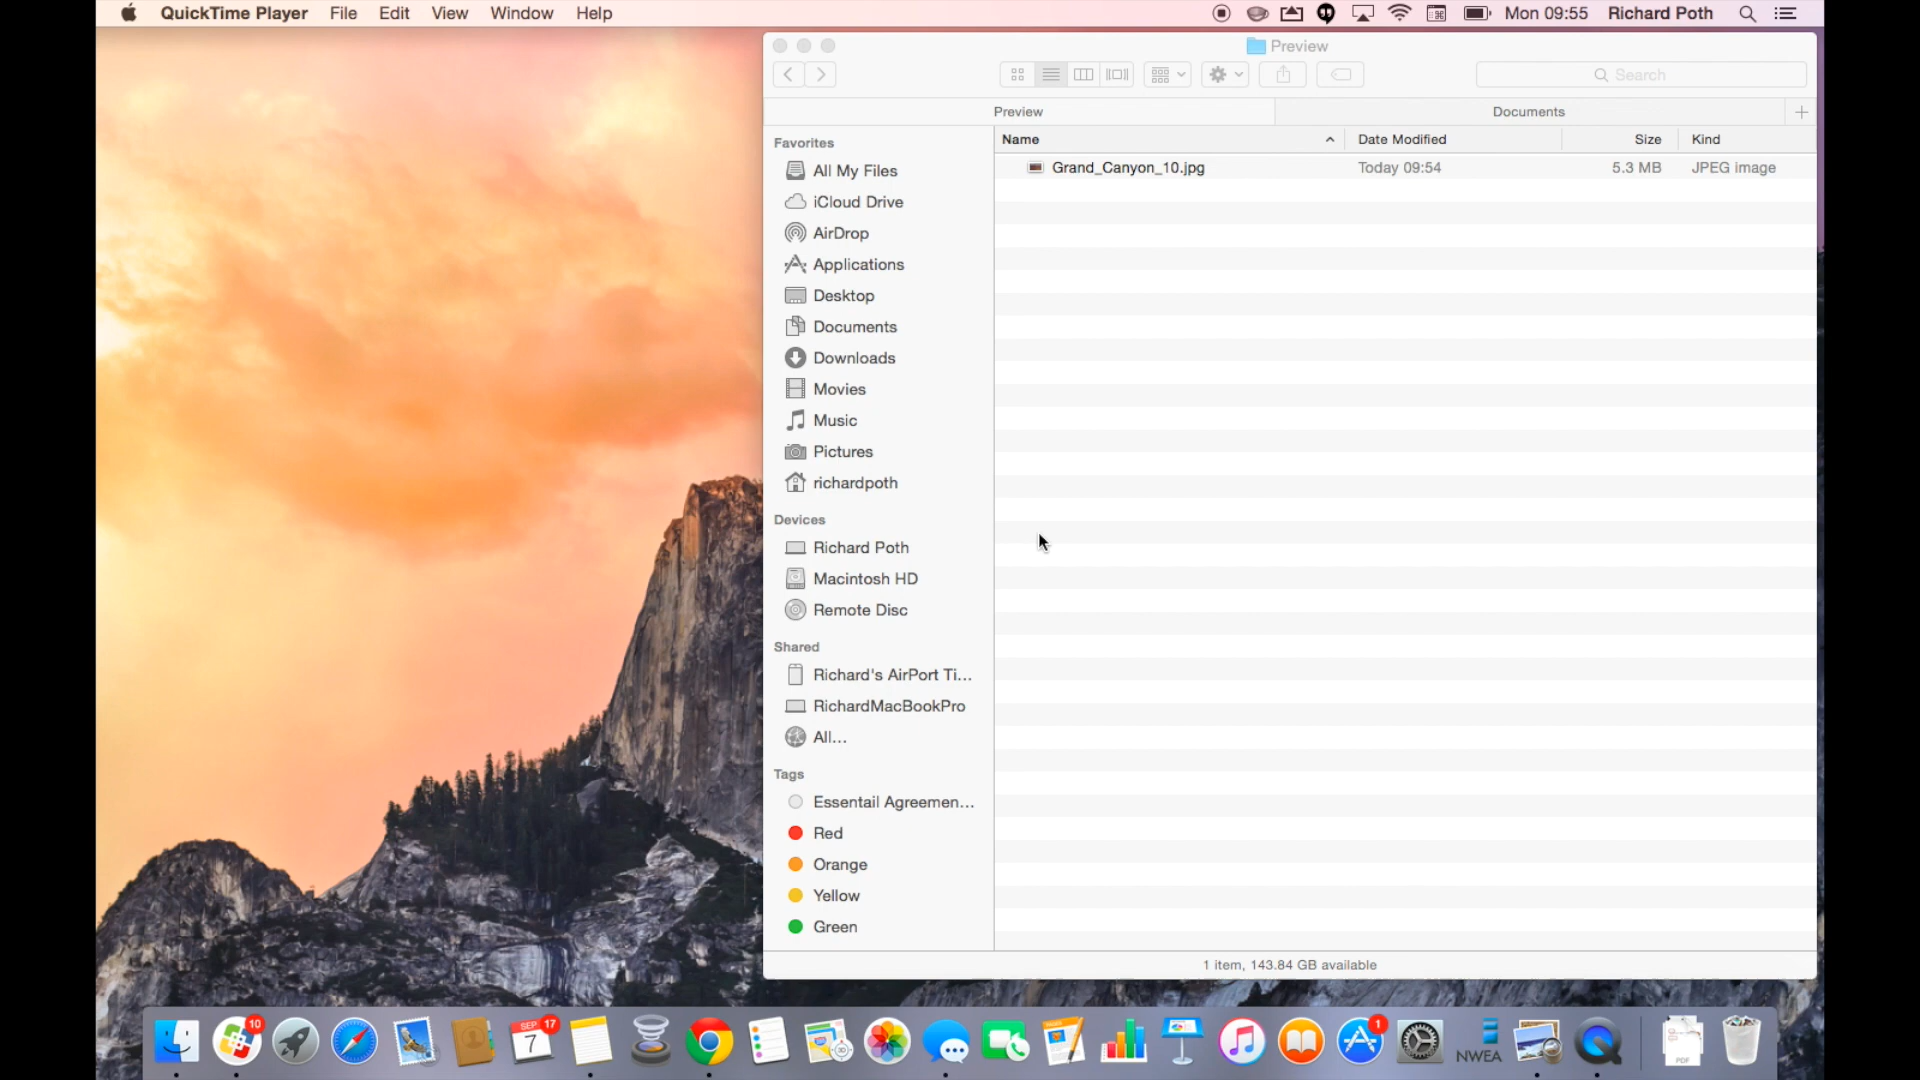 QuickTime Player File Edit View Window Help Mon 09:55 Richard Poth
Preview
Search
Preview Documents
Favorites
Name Date Modified Size Kind
All My Files
Grand_Canyon_10.jpg Today 09:54 5.3 MB JPEG image
iCloud Drive
AirDrop
Applications
Desktop
Documents
Downloads
Movies
Music
Pictures
richardpoth
Devices
Richard Poth
Macintosh HD
Remote Disc
Shared
Richard's AirPort Ti...
RichardMacBookPro
All...
Tags
Essentail Agreemen...
Red
Orange
Yellow
Green
1 item, 143.84 GB available
10 SEP 17 1
7 NWEA PDF